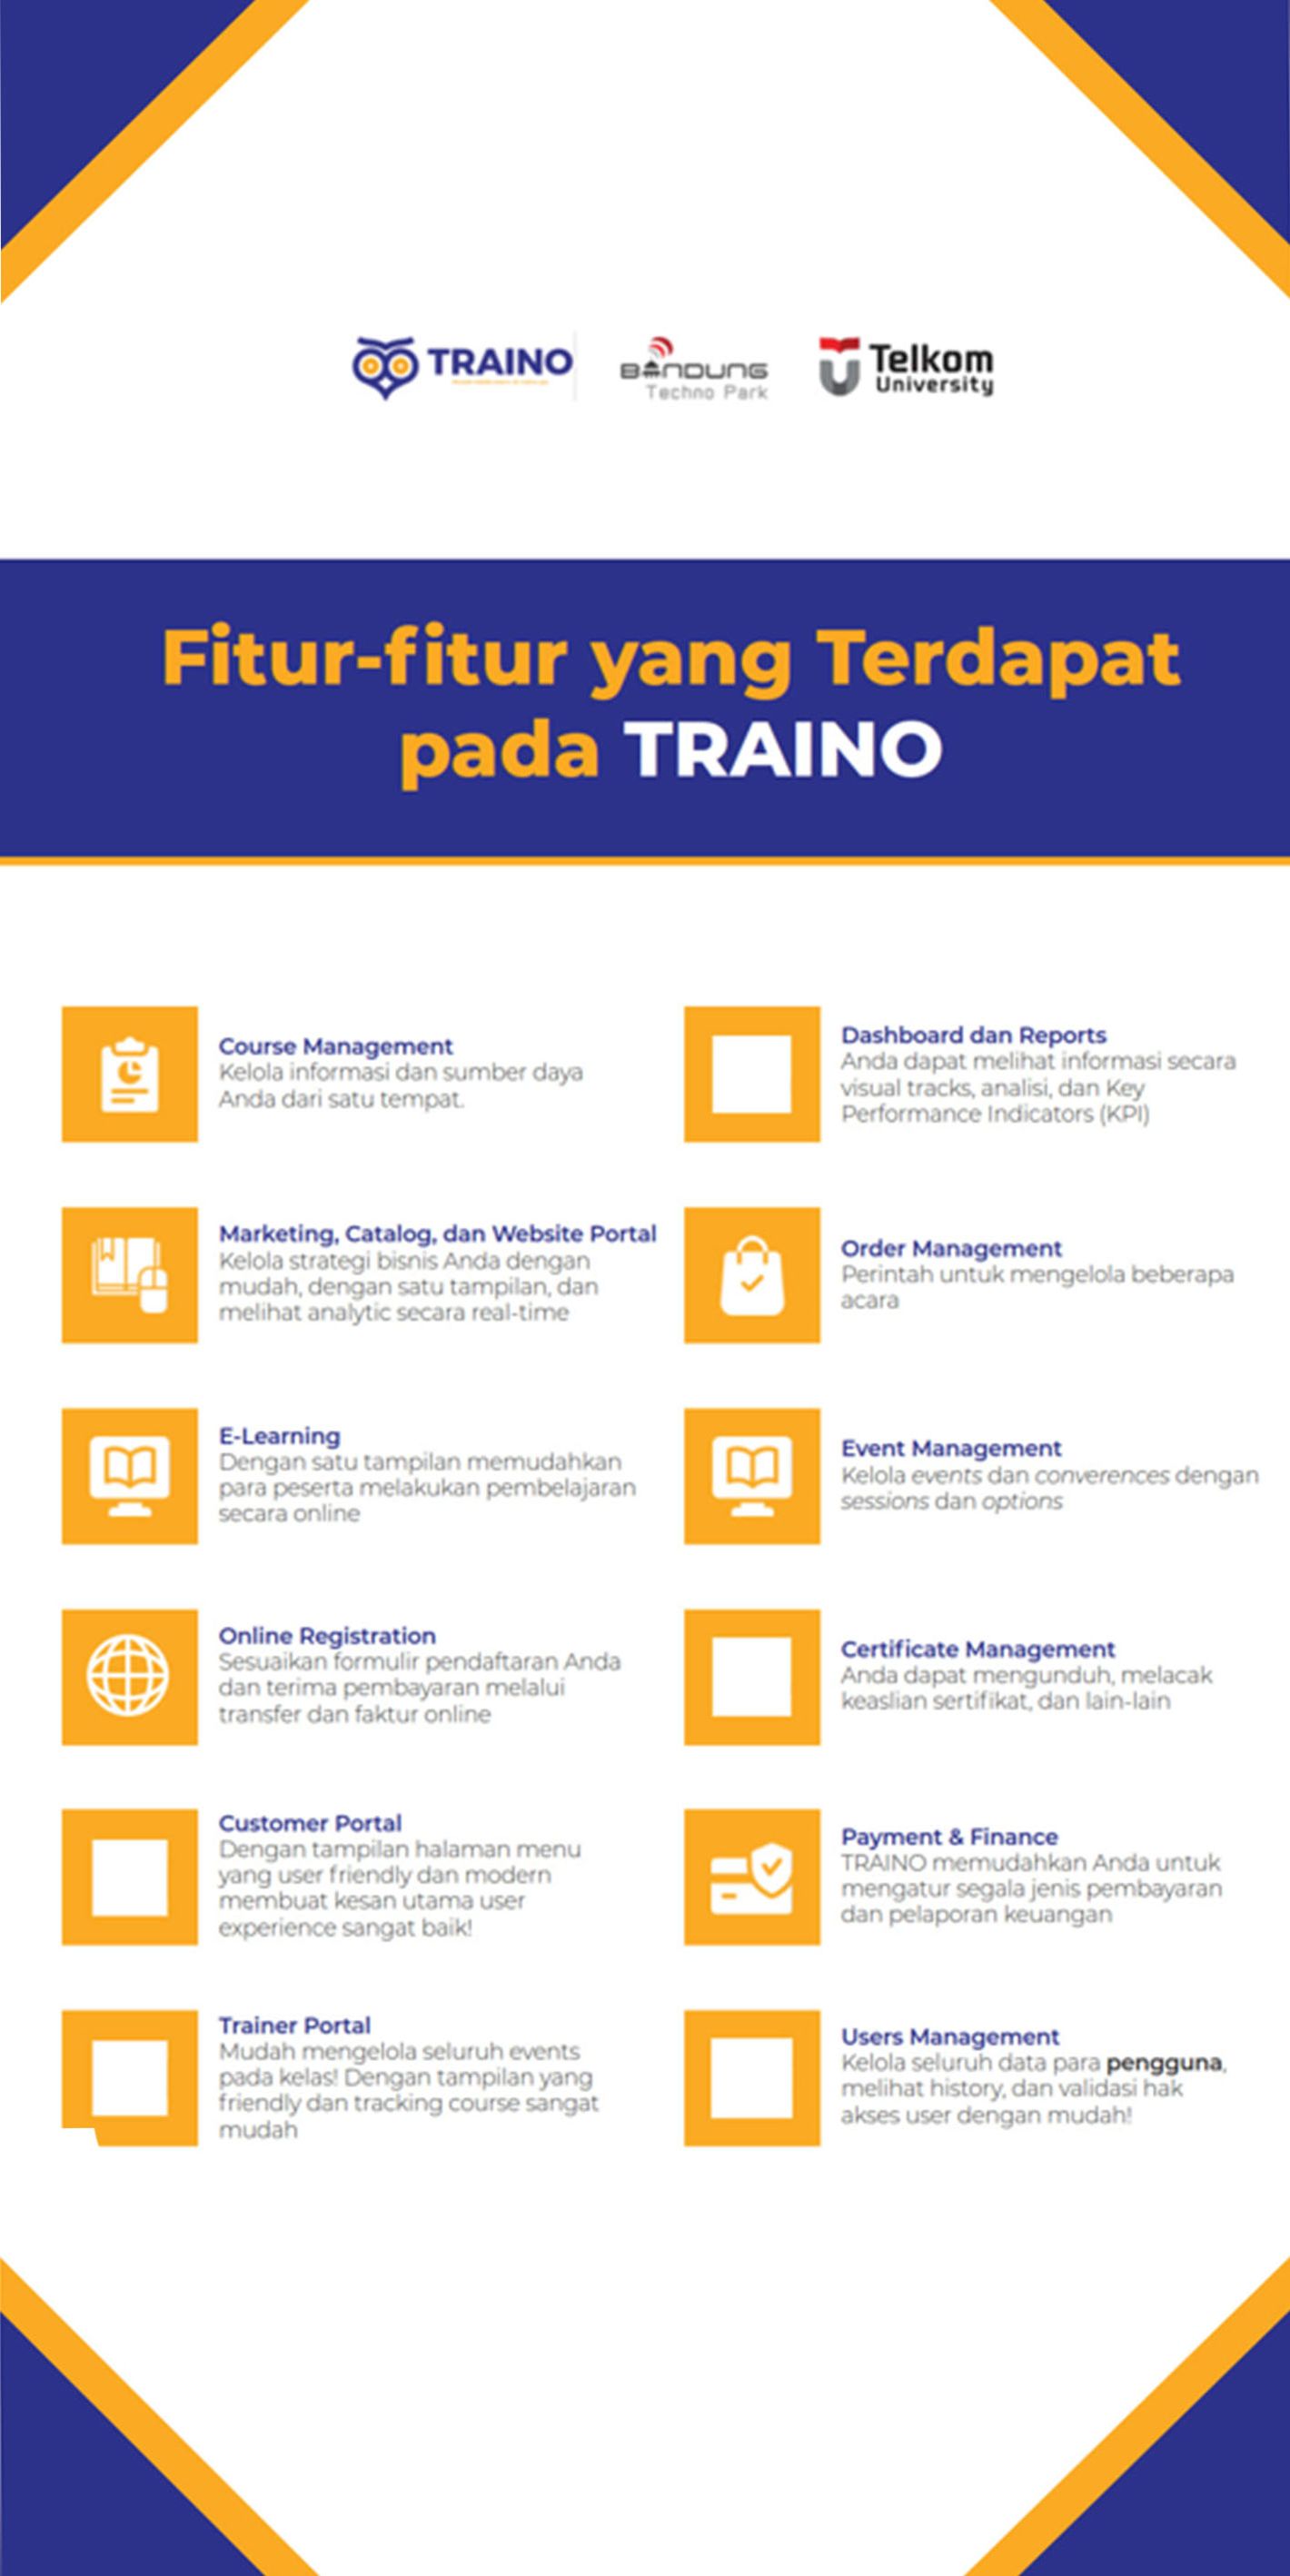 TRAINO
BANDUNG
Techno Park
Telkom
University
Fitur-fitur yang Terdapat
pada TRAINO
Course Management
Kelola informasi dan sumber daya
Anda dari satu tempat.
Marketing, Catalog, dan Website Portal
Kelola strategi bisnis Anda dengan
mudah, dengan satu tampilan, dan
melihat analytic secara real-time
E-Learning
Dengan satu tampilan memudahkan
para peserta melakukan pembelajaran
secara online
Online Registration
Sesuaikan formulir pendaftaran Anda
dan terima pembayaran melalui
transfer dan faktur online
Customer Portal
Dengan tampilan halaman menu
yang user friendly dan modern
membuat kesan utama user
experience sangat baik!
Trainer Portal
Mudah mengelola seluruh events
pada kelas! Dengan tampilan yang
friendly dan tracking course sangat
mudah
Dashboard dan Reports
Anda dapat melihat informasi secara
visual tracks, analisi, dan Key
Performance Indicators (KPI)
Order Management
Perintah untuk mengelola beberapa
acara
Event Management
Kelola events dan converences dengan
sessions dan options
Certificate Management
Anda dapat mengunduh, melacak
keaslian sertifikat, dan lain-lain
Payment & Finance
TRAINO memudahkan Anda untuk
mengatur segala jenis pembayaran
dan pelaporan keuangan
Users Management
Kelola seluruh data para pengguna,
melihat history, dan validasi hak
akses user dengan mudah!